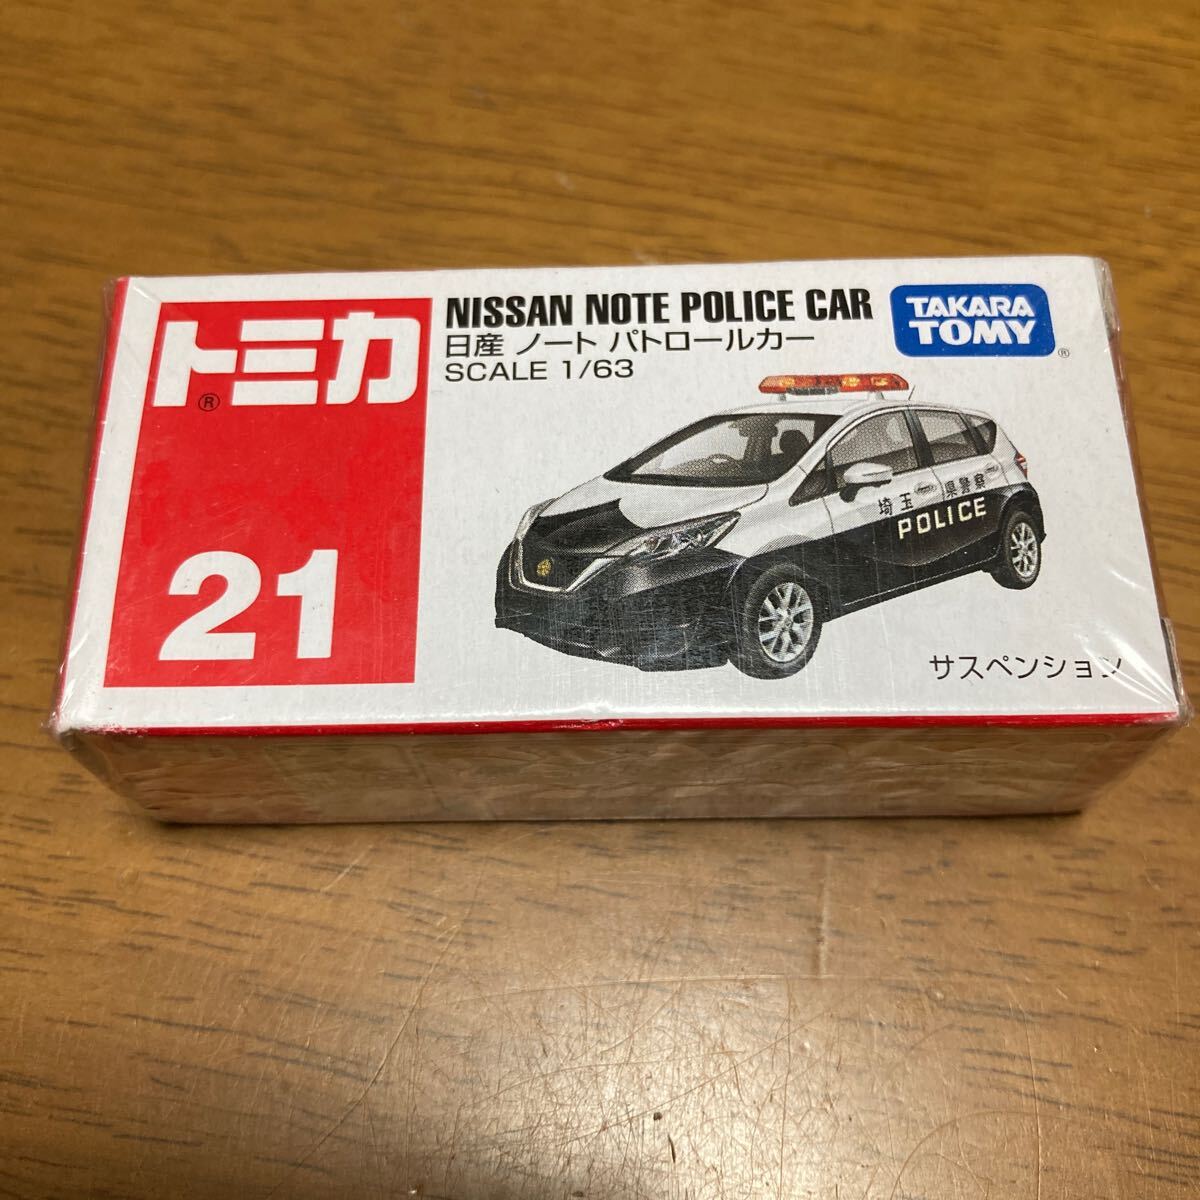 トミカ
®
21
NISSAN NOTE POLICE CAR
日産 ノート パトロールカー
SCALE 1/63
TAKARA
TOMY
®
埼玉県警察
POLICE
サスペンション